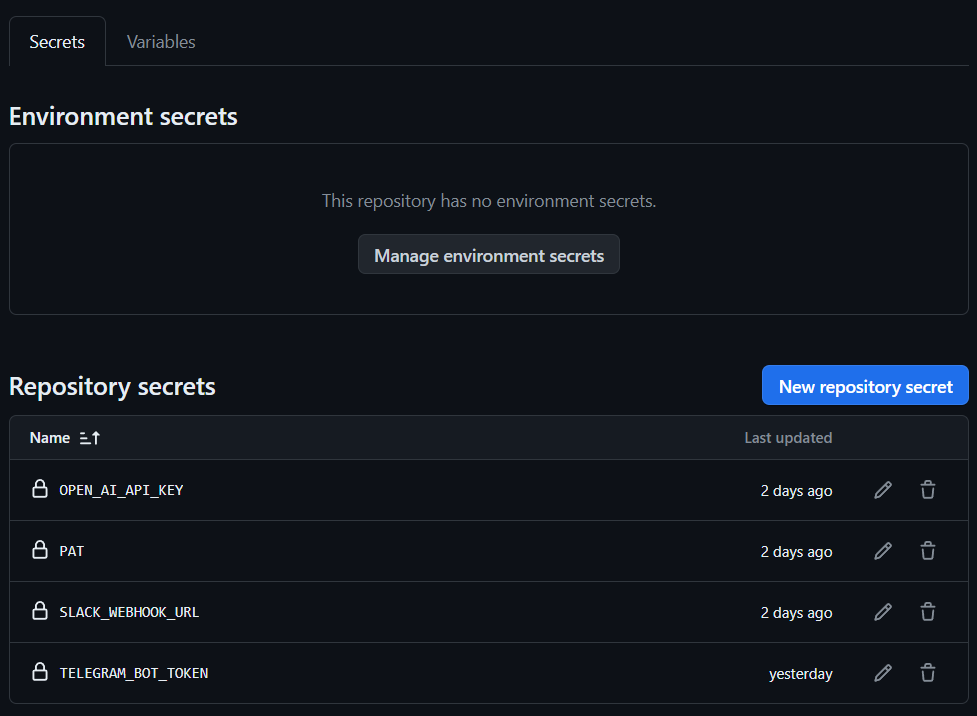 Secrets
Variables
Environment secrets
This repository has no environment secrets.
Manage environment secrets
Repository secrets
New repository secret
Name
Last updated
OPEN_AI_API_KEY
2 days ago
PAT
2 days ago
SLACK_WEBHOOK_URL
2 days ago
TELEGRAM_BOT_TOKEN
yesterday